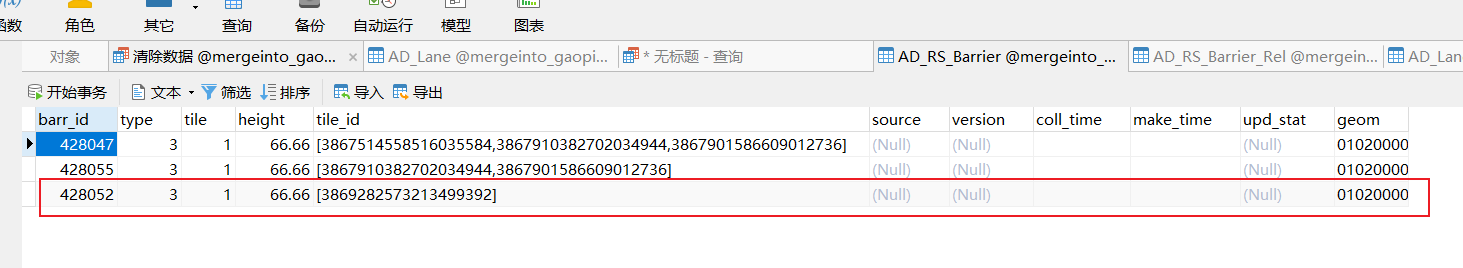 函数 角色 其它 查询 备份 自动运行 模型 图表
对象 清除数据 @mergeinto_gao... × AD_Lane @mergeinto_gaopi... * 无标题 - 查询 AD_RS_Barrier @mergeinto_... AD_RS_Barrier_Rel @mergein... AD_Lan
开始事务 文本 筛选 排序 导入 导出
barr_id type tile height tile_id source version coll_time make_time upd_stat geom
428047 3 1 66.66 [3867514558516035584,3867910382702034944,3867901586609012736] (Null) (Null) (Null) 01020000
428055 3 1 66.66 [3867910382702034944,3867901586609012736] (Null) (Null) (Null) 01020000
428052 3 1 66.66 [3869282573213499392] (Null) (Null) (Null) 01020000